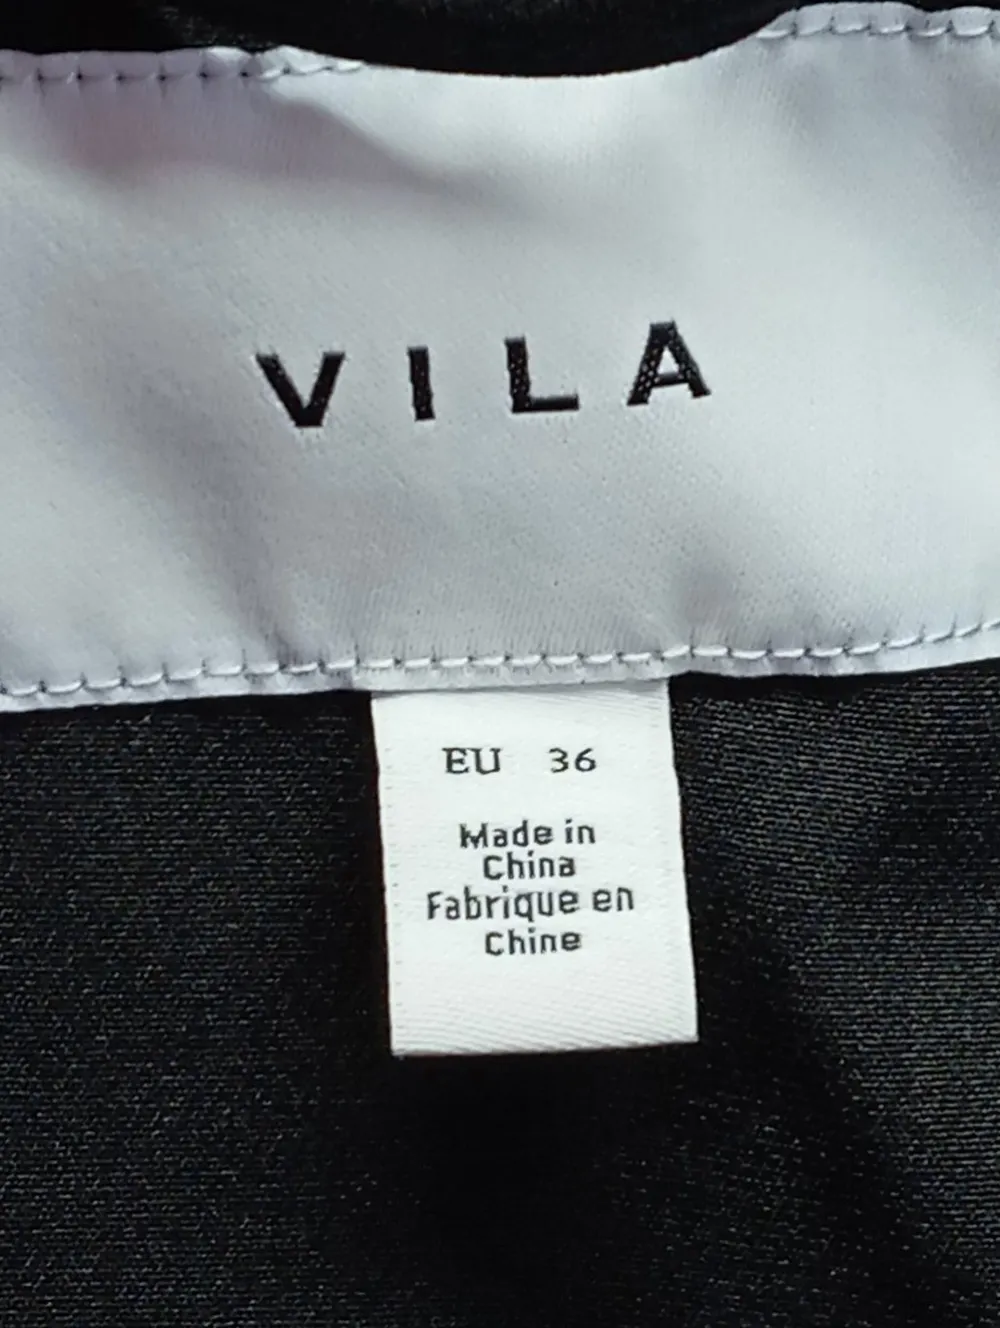 VILA
EU 36
Made in
China
Fabrique en
Chine